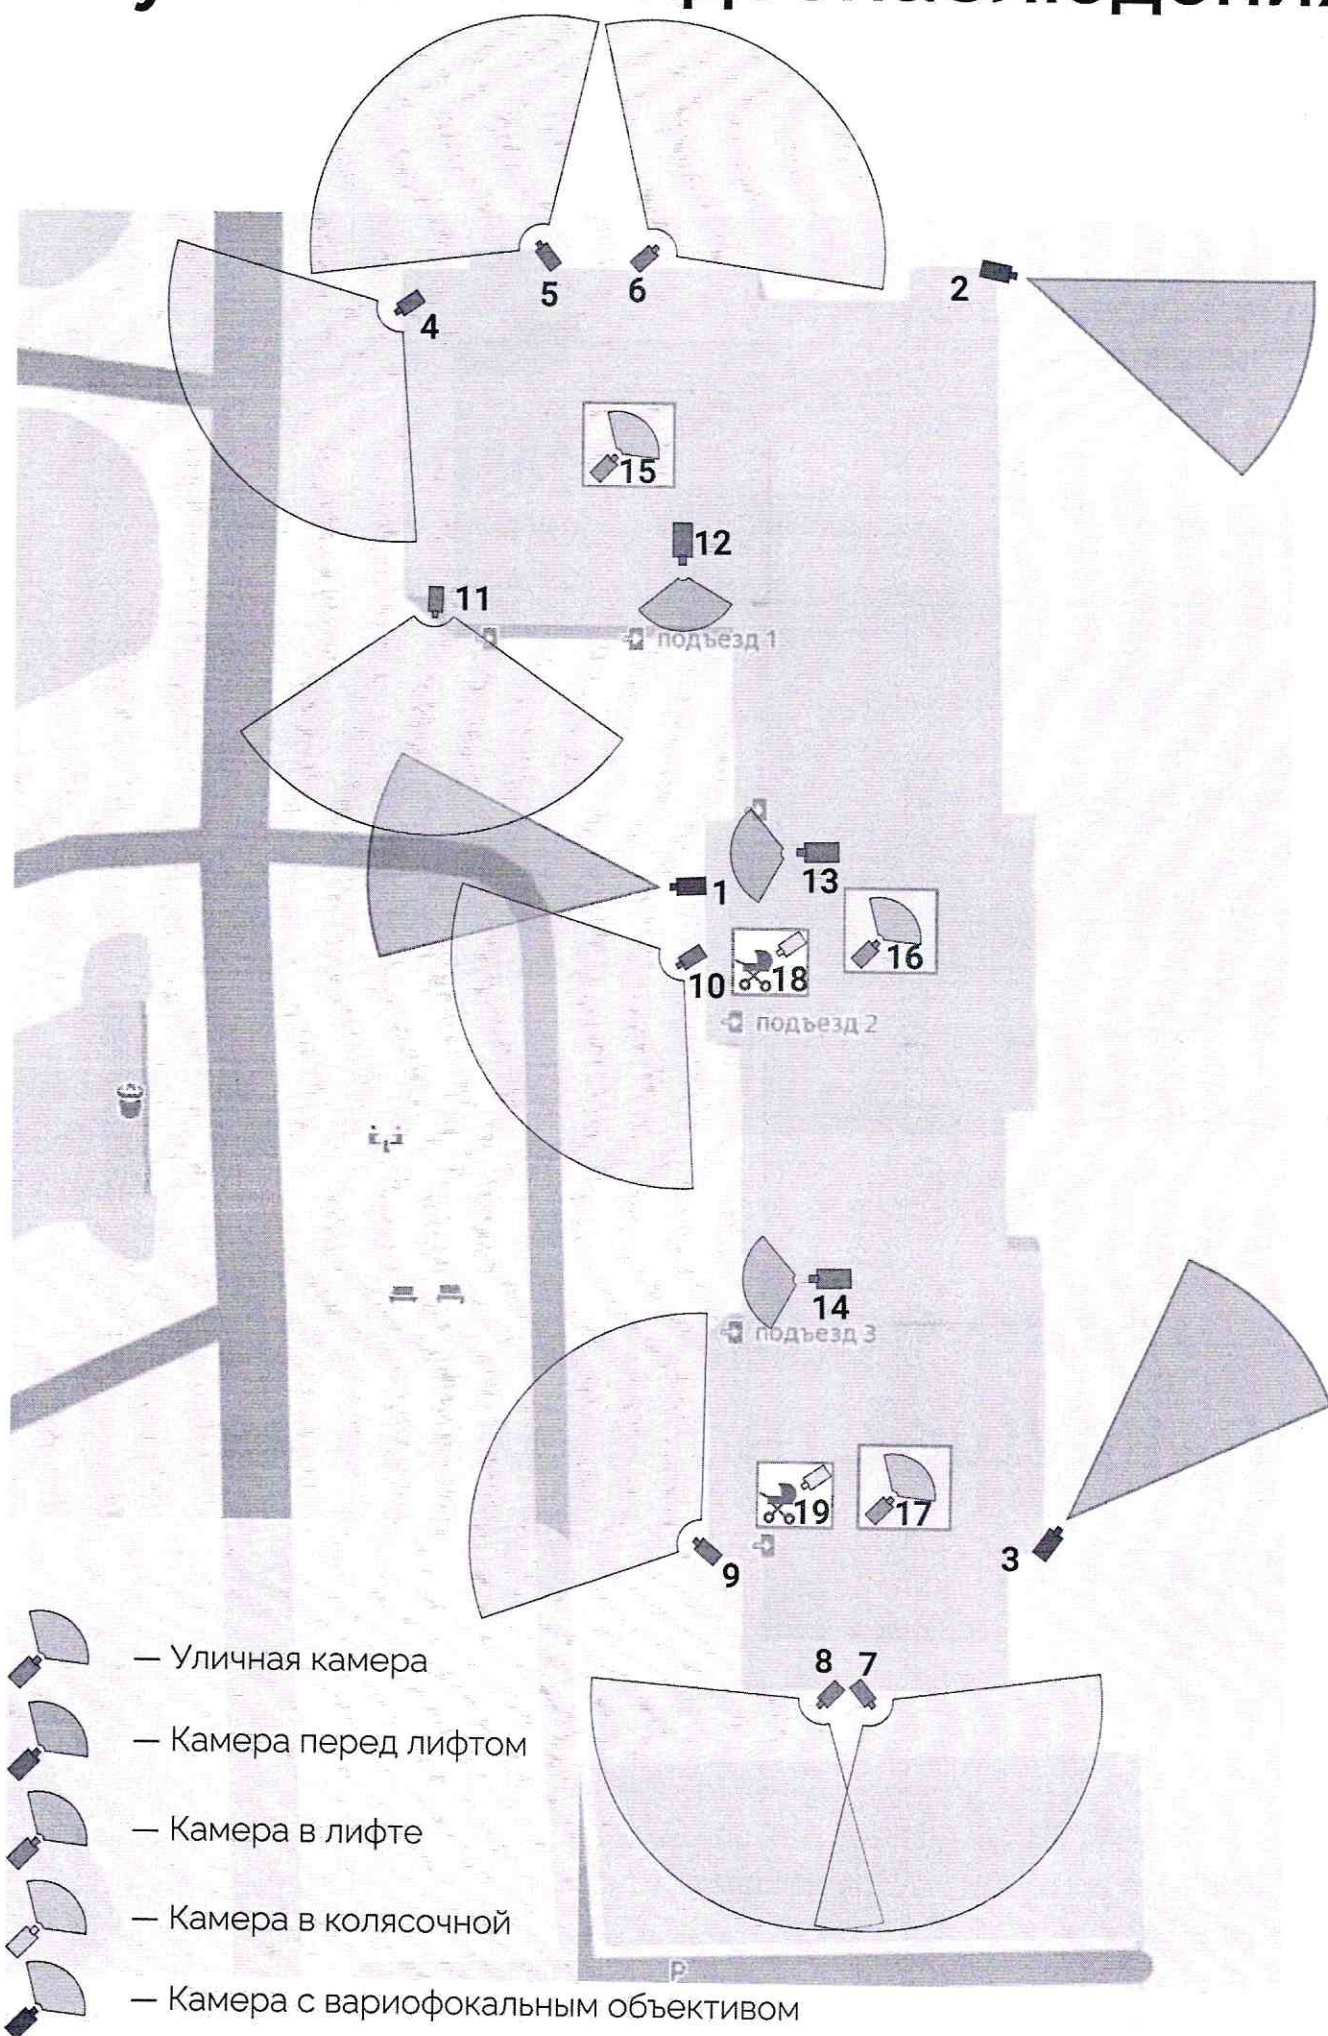 5
6
2
4
15
12
11
подъезд 1
13
1
16
10
18
подъезд 2
14
подъезд 3
19
17
3
9
8 7
— Уличная камера
— Камера перед лифтом
— Камера в лифте
— Камера в колясочной
— Камера с вариофокальным объективом
P